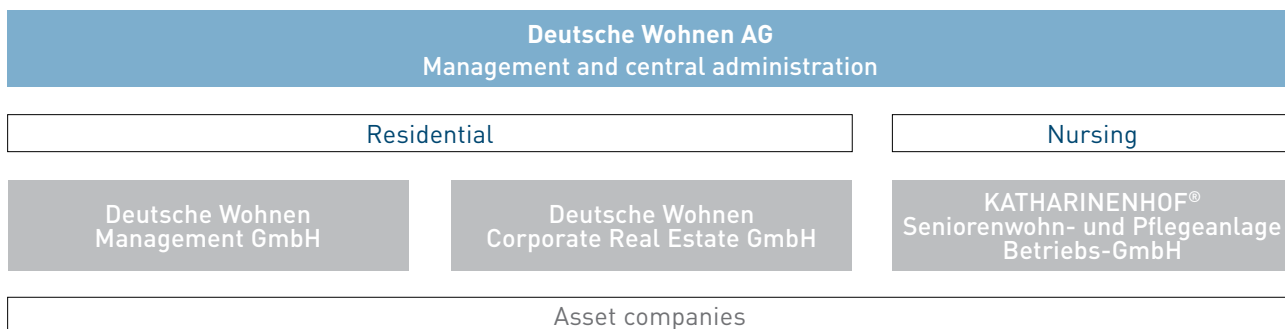 Deutsche Wohnen AG
Management and central administration
Residential
Nursing
Deutsche Wohnen
Management GmbH
Deutsche Wohnen
Corporate Real Estate GmbH
KATHARINENHOF®
Seniorenwohn- und Pflegeanlage
Betriebs-GmbH
Asset companies